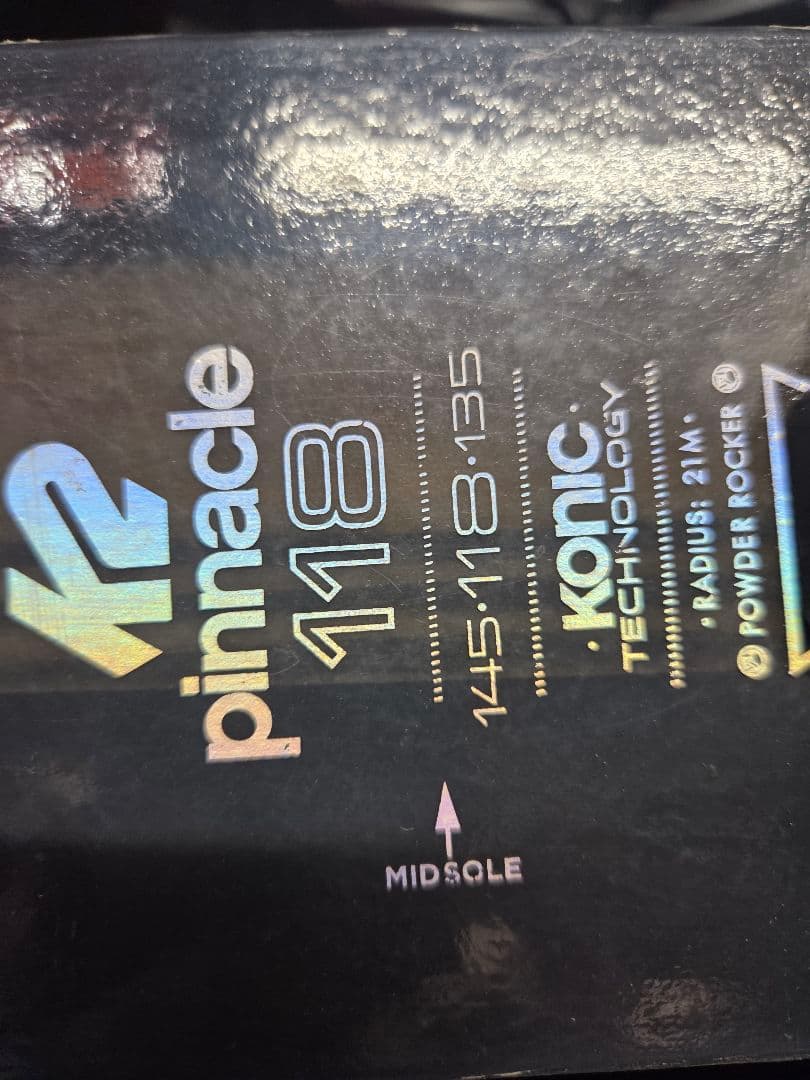 K2
pinnacle
118
145·118·135
· KONIC ·
TECHNOLOGY
· RADIUS: 21M ·
POWDER ROCKER
MIDSOLE